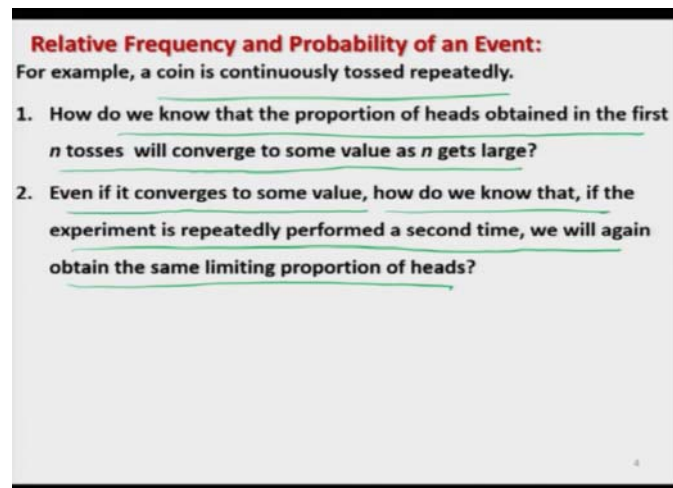 Relative Frequency and Probability of an Event:
For example, a coin is continuously tossed repeatedly.
1. How do we know that the proportion of heads obtained in the first
n tosses will converge to some value as n gets large?
2. Even if it converges to some value, how do we know that, if the
experiment is repeatedly performed a second time, we will again
obtain the same limiting proportion of heads?
4